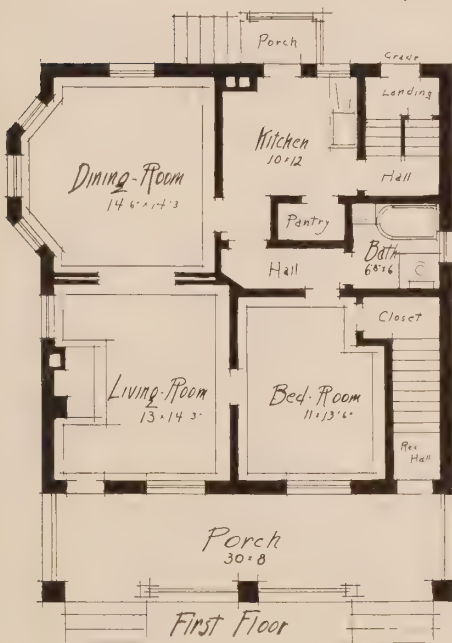 Porch
Grade
Landing
Kitchen
10×12
Dining-Room
14'6"×14'3
Hall
Pantry
Bath
6'8"×6
Hall
Closet
Living-Room
13×14'3"
Bed-Room
11×13'6"
Rec
Hall
Porch
30×8
First Floor